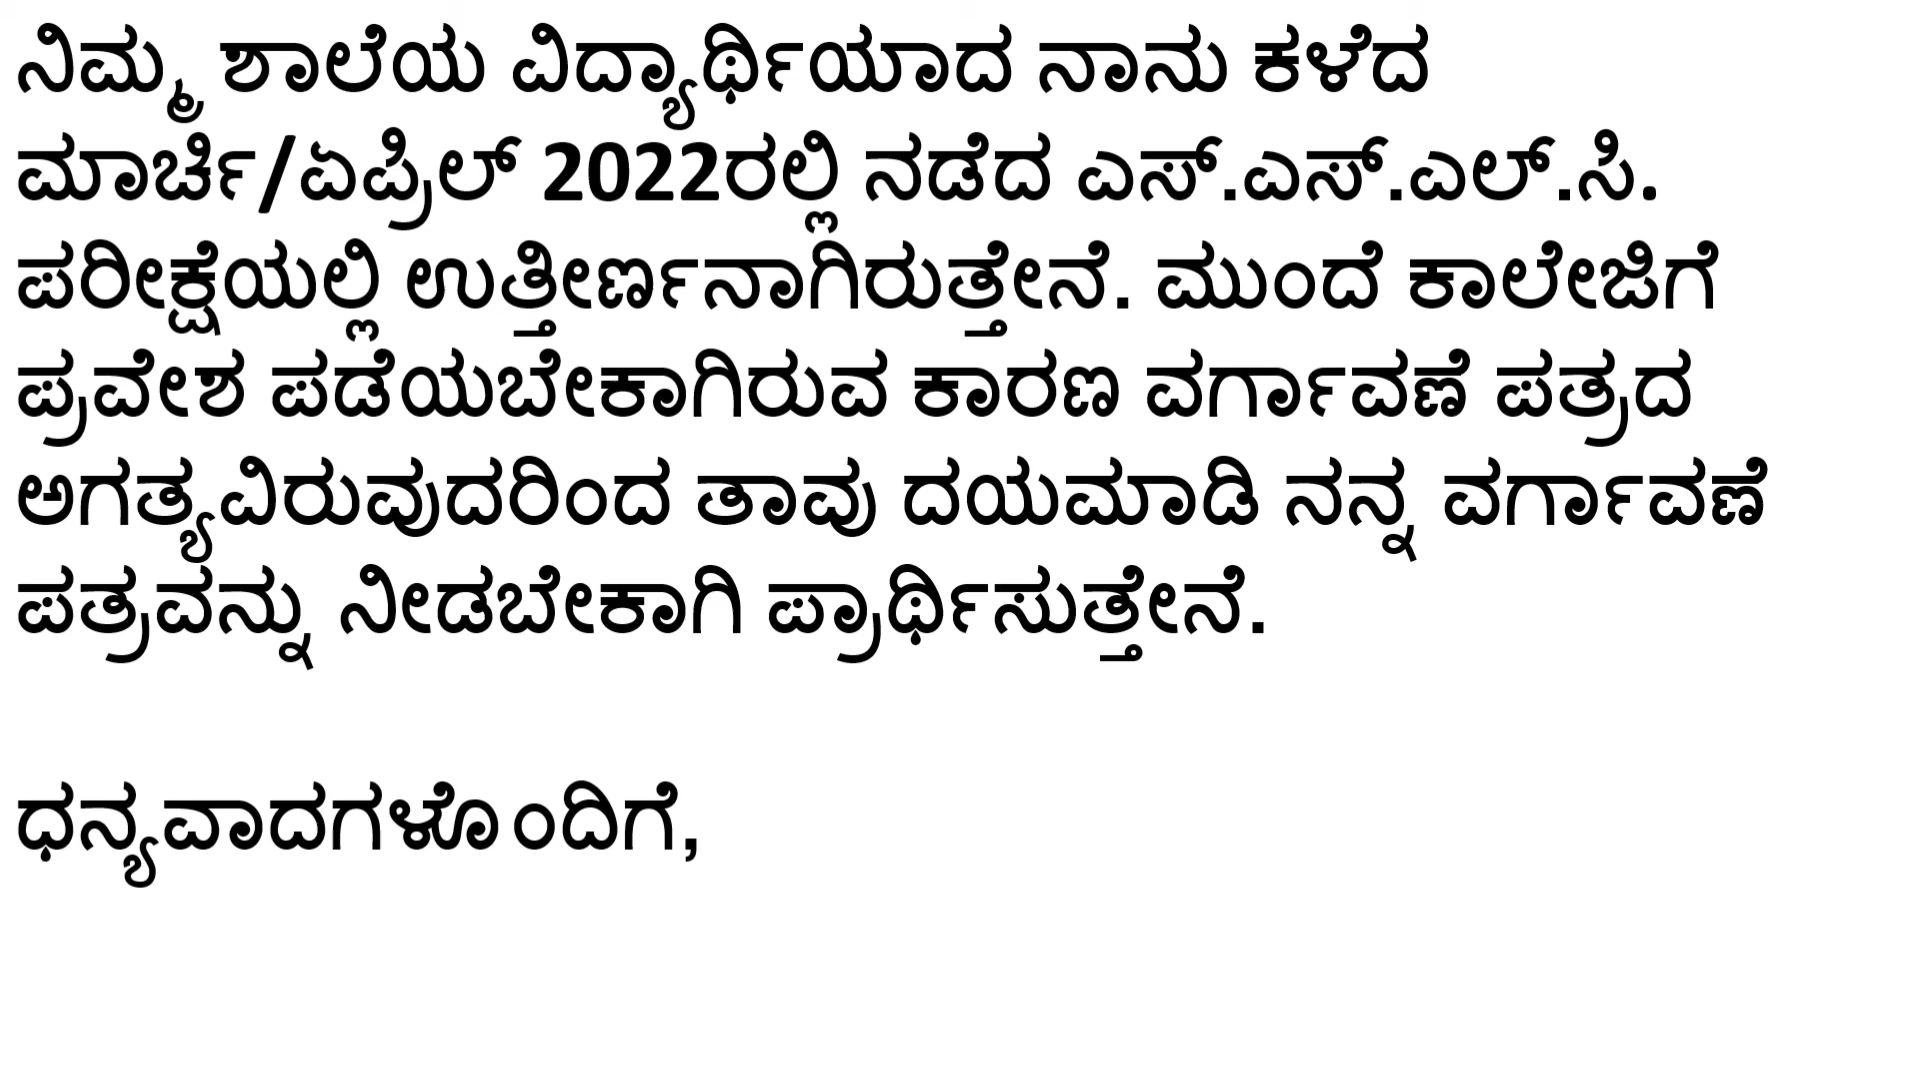 ನಿಮ್ಮ ಶಾಲೆಯ ವಿದ್ಯಾರ್ಥಿಯಾದ ನಾನು ಕಳೆದ
ಮಾರ್ಚಿ/ಏಪ್ರಿಲ್ 2022ರಲ್ಲಿ ನಡೆದ ಎಸ್.ಎಸ್.ಎಲ್.ಸಿ.
ಪರೀಕ್ಷೆಯಲ್ಲಿ ಉತ್ತೀರ್ಣನಾಗಿರುತ್ತೇನೆ. ಮುಂದೆ ಕಾಲೇಜಿಗೆ
ಪ್ರವೇಶ ಪಡೆಯಬೇಕಾಗಿರುವ ಕಾರಣ ವರ್ಗಾವಣೆ ಪತ್ರದ
ಅಗತ್ಯವಿರುವುದರಿಂದ ತಾವು ದಯಮಾಡಿ ನನ್ನ ವರ್ಗಾವಣೆ
ಪತ್ರವನ್ನು ನೀಡಬೇಕಾಗಿ ಪ್ರಾರ್ಥಿಸುತ್ತೇನೆ.
ಧನ್ಯವಾದಗಳೊಂದಿಗೆ,